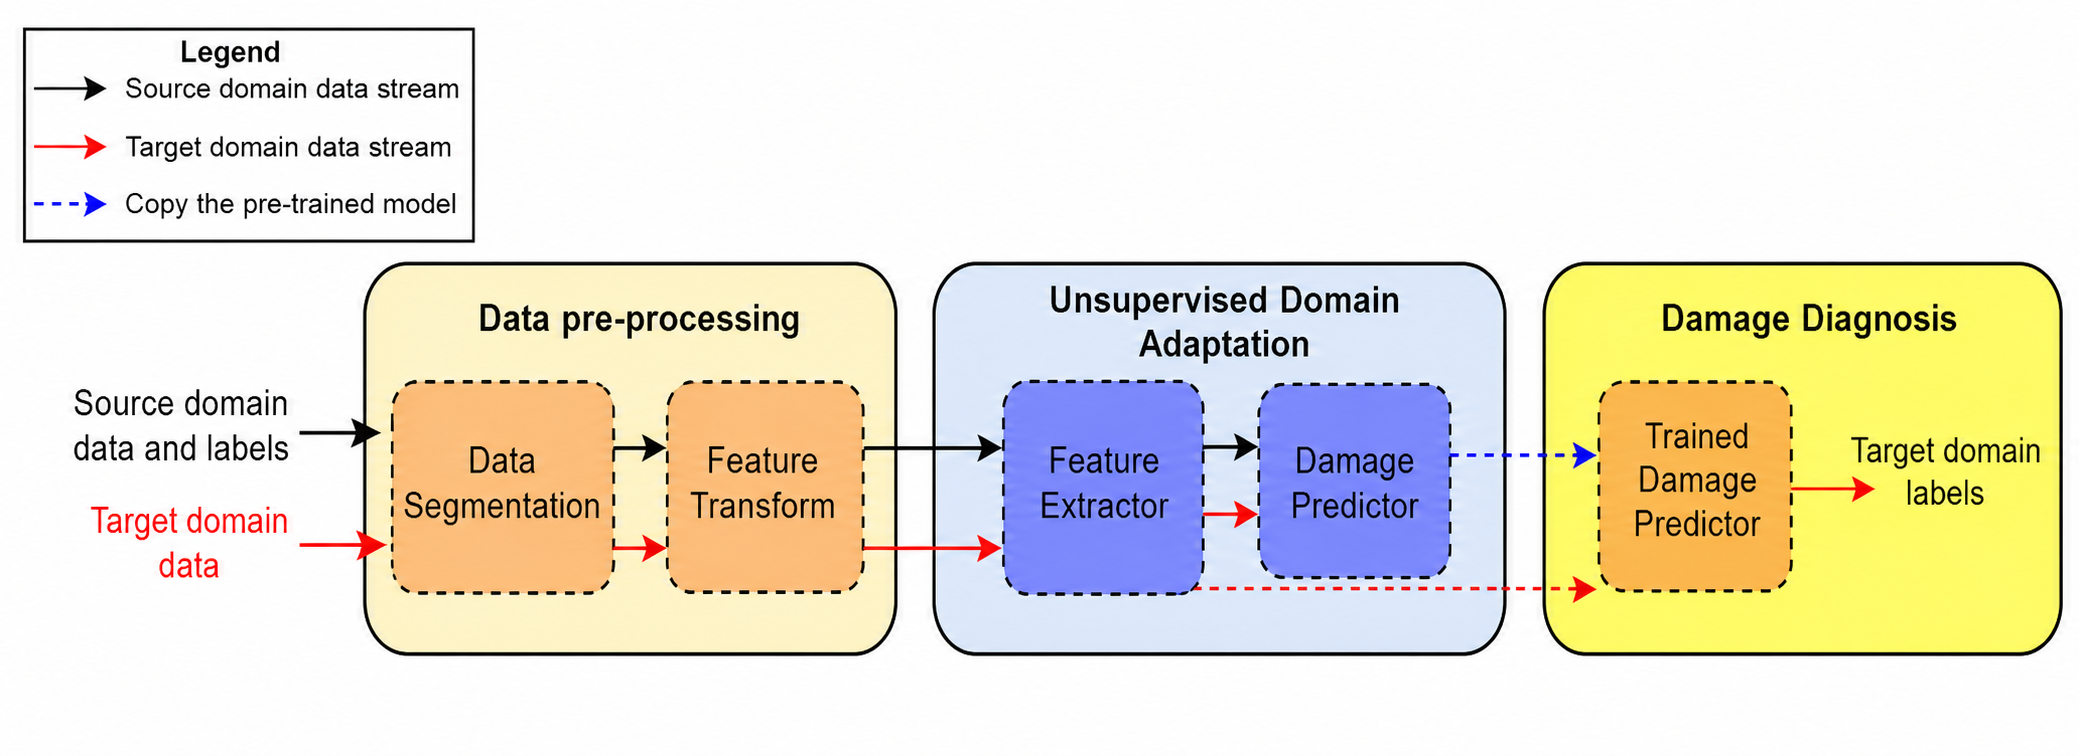 Legend
Source domain data stream
Target domain data stream
Copy the pre-trained model
Source domain
data and labels
Target domain
data
Data pre-processing
Data
Segmentation
Feature
Transform
Unsupervised Domain
Adaptation
Feature
Extractor
Damage
Predictor
Damage Diagnosis
Trained
Damage
Predictor
Target domain
labels